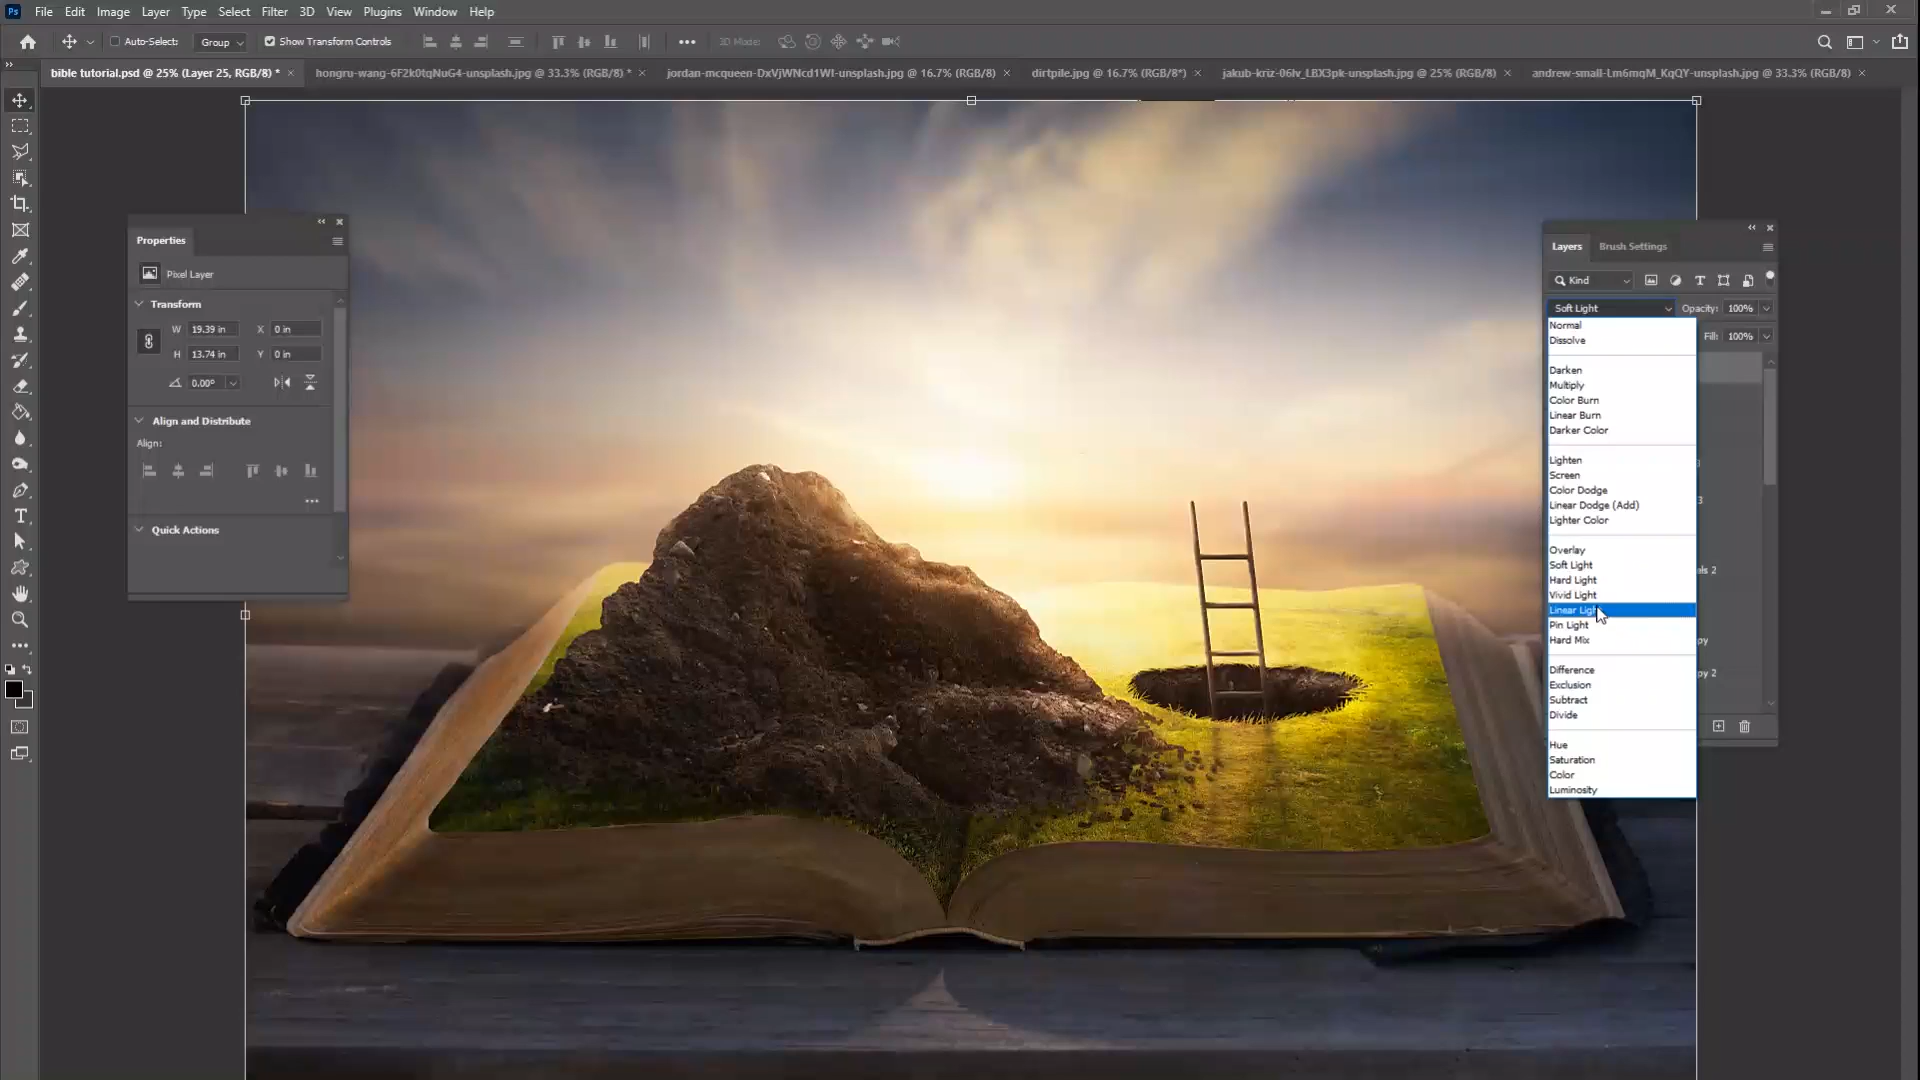 Ps File Edit Image Layer Type Select Filter 3D View Plugins Window Help
Auto-Select: Group Show Transform Controls 3D Mode:
bible tutorial.psd @ 25% (Layer 25, RGB/8) *
hongru-wang-6F2k0tqNuG4-unsplash.jpg @ 33.3% (RGB/8) *
jordan-mcqueen-DxVjWNcd1WI-unsplash.jpg @ 16.7% (RGB/8)
dirtpile.jpg @ 16.7% (RGB/8*)
jakub-kriz-06lv_LBX3pk-unsplash.jpg @ 25% (RGB/8)
andrew-small-Lm6mqM_KqQY-unsplash.jpg @ 33.3% (RGB/8)
Properties
Pixel Layer
Transform
W 19.39 in X 0 in
H 13.74 in Y 0 in
0.00°
Align and Distribute
Align:
Quick Actions
Layers Brush Settings
Kind
Soft Light Opacity: 100%
Fill: 100%
Normal
Dissolve
Darken
Multiply
Color Burn
Linear Burn
Darker Color
Lighten
Screen
Color Dodge
Linear Dodge (Add)
Lighter Color
Overlay
Soft Light
Hard Light
Vivid Light
Linear Light
Pin Light
Hard Mix
Difference
Exclusion
Subtract
Divide
Hue
Saturation
Color
Luminosity